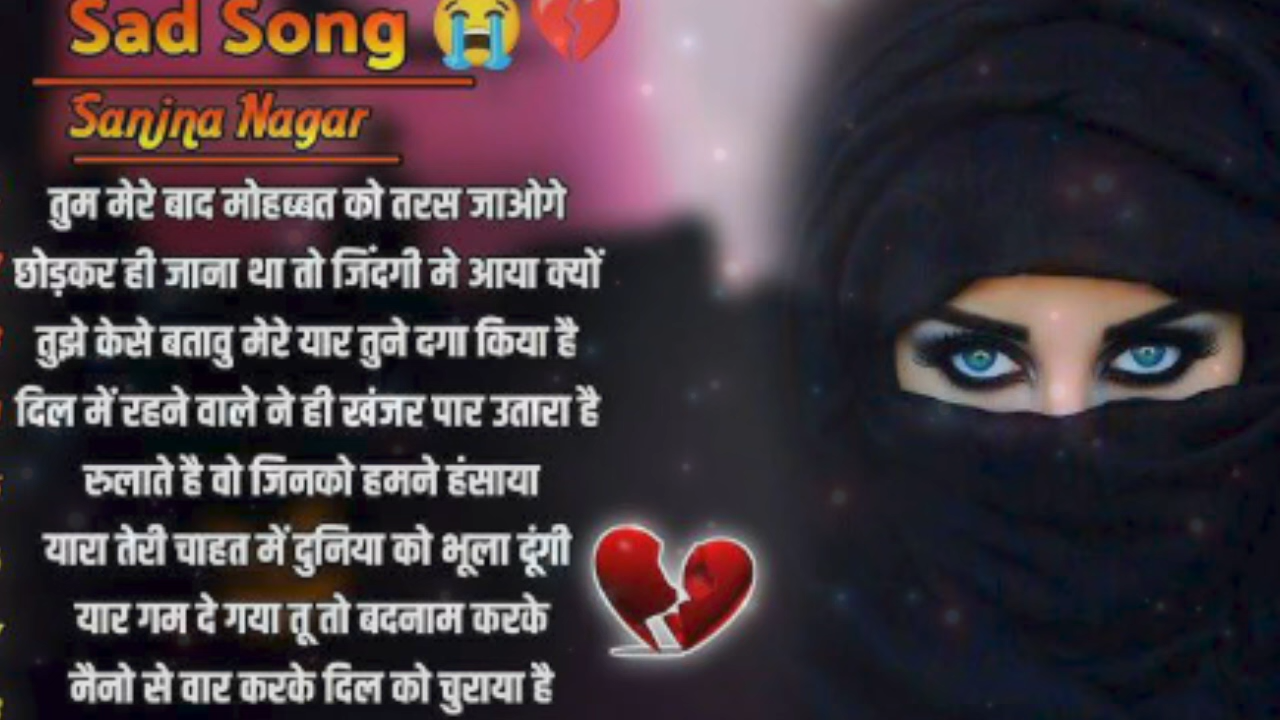 Sad Song 😭💔
Sanjna Nagar
तुम मेरे बाद मोहब्बत को तरस जाओगे
छोड़कर ही जाना था तो जिंदगी मे आया क्यों
तुझे केसे बतावु मेरे यार तुने दगा किया है
दिल में रहने वाले ने ही खंजर पार उतारा है
रुलाते है वो जिनको हमने हंसाया
यारा तेरी चाहत में दुनिया को भूला दूंगी
यार गम दे गया तू तो बदनाम करके
नैनो से वार करके दिल को चुराया है